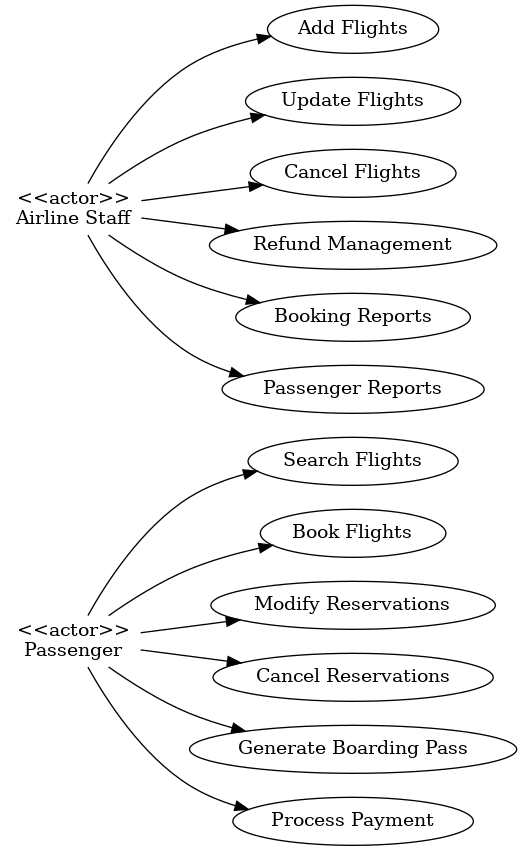 Add Flights
Update Flights
<<actor>>
Airline Staff
Cancel Flights
Refund Management
Booking Reports
Passenger Reports
Search Flights
Book Flights
<<actor>>
Passenger
Modify Reservations
Cancel Reservations
Generate Boarding Pass
Process Payment